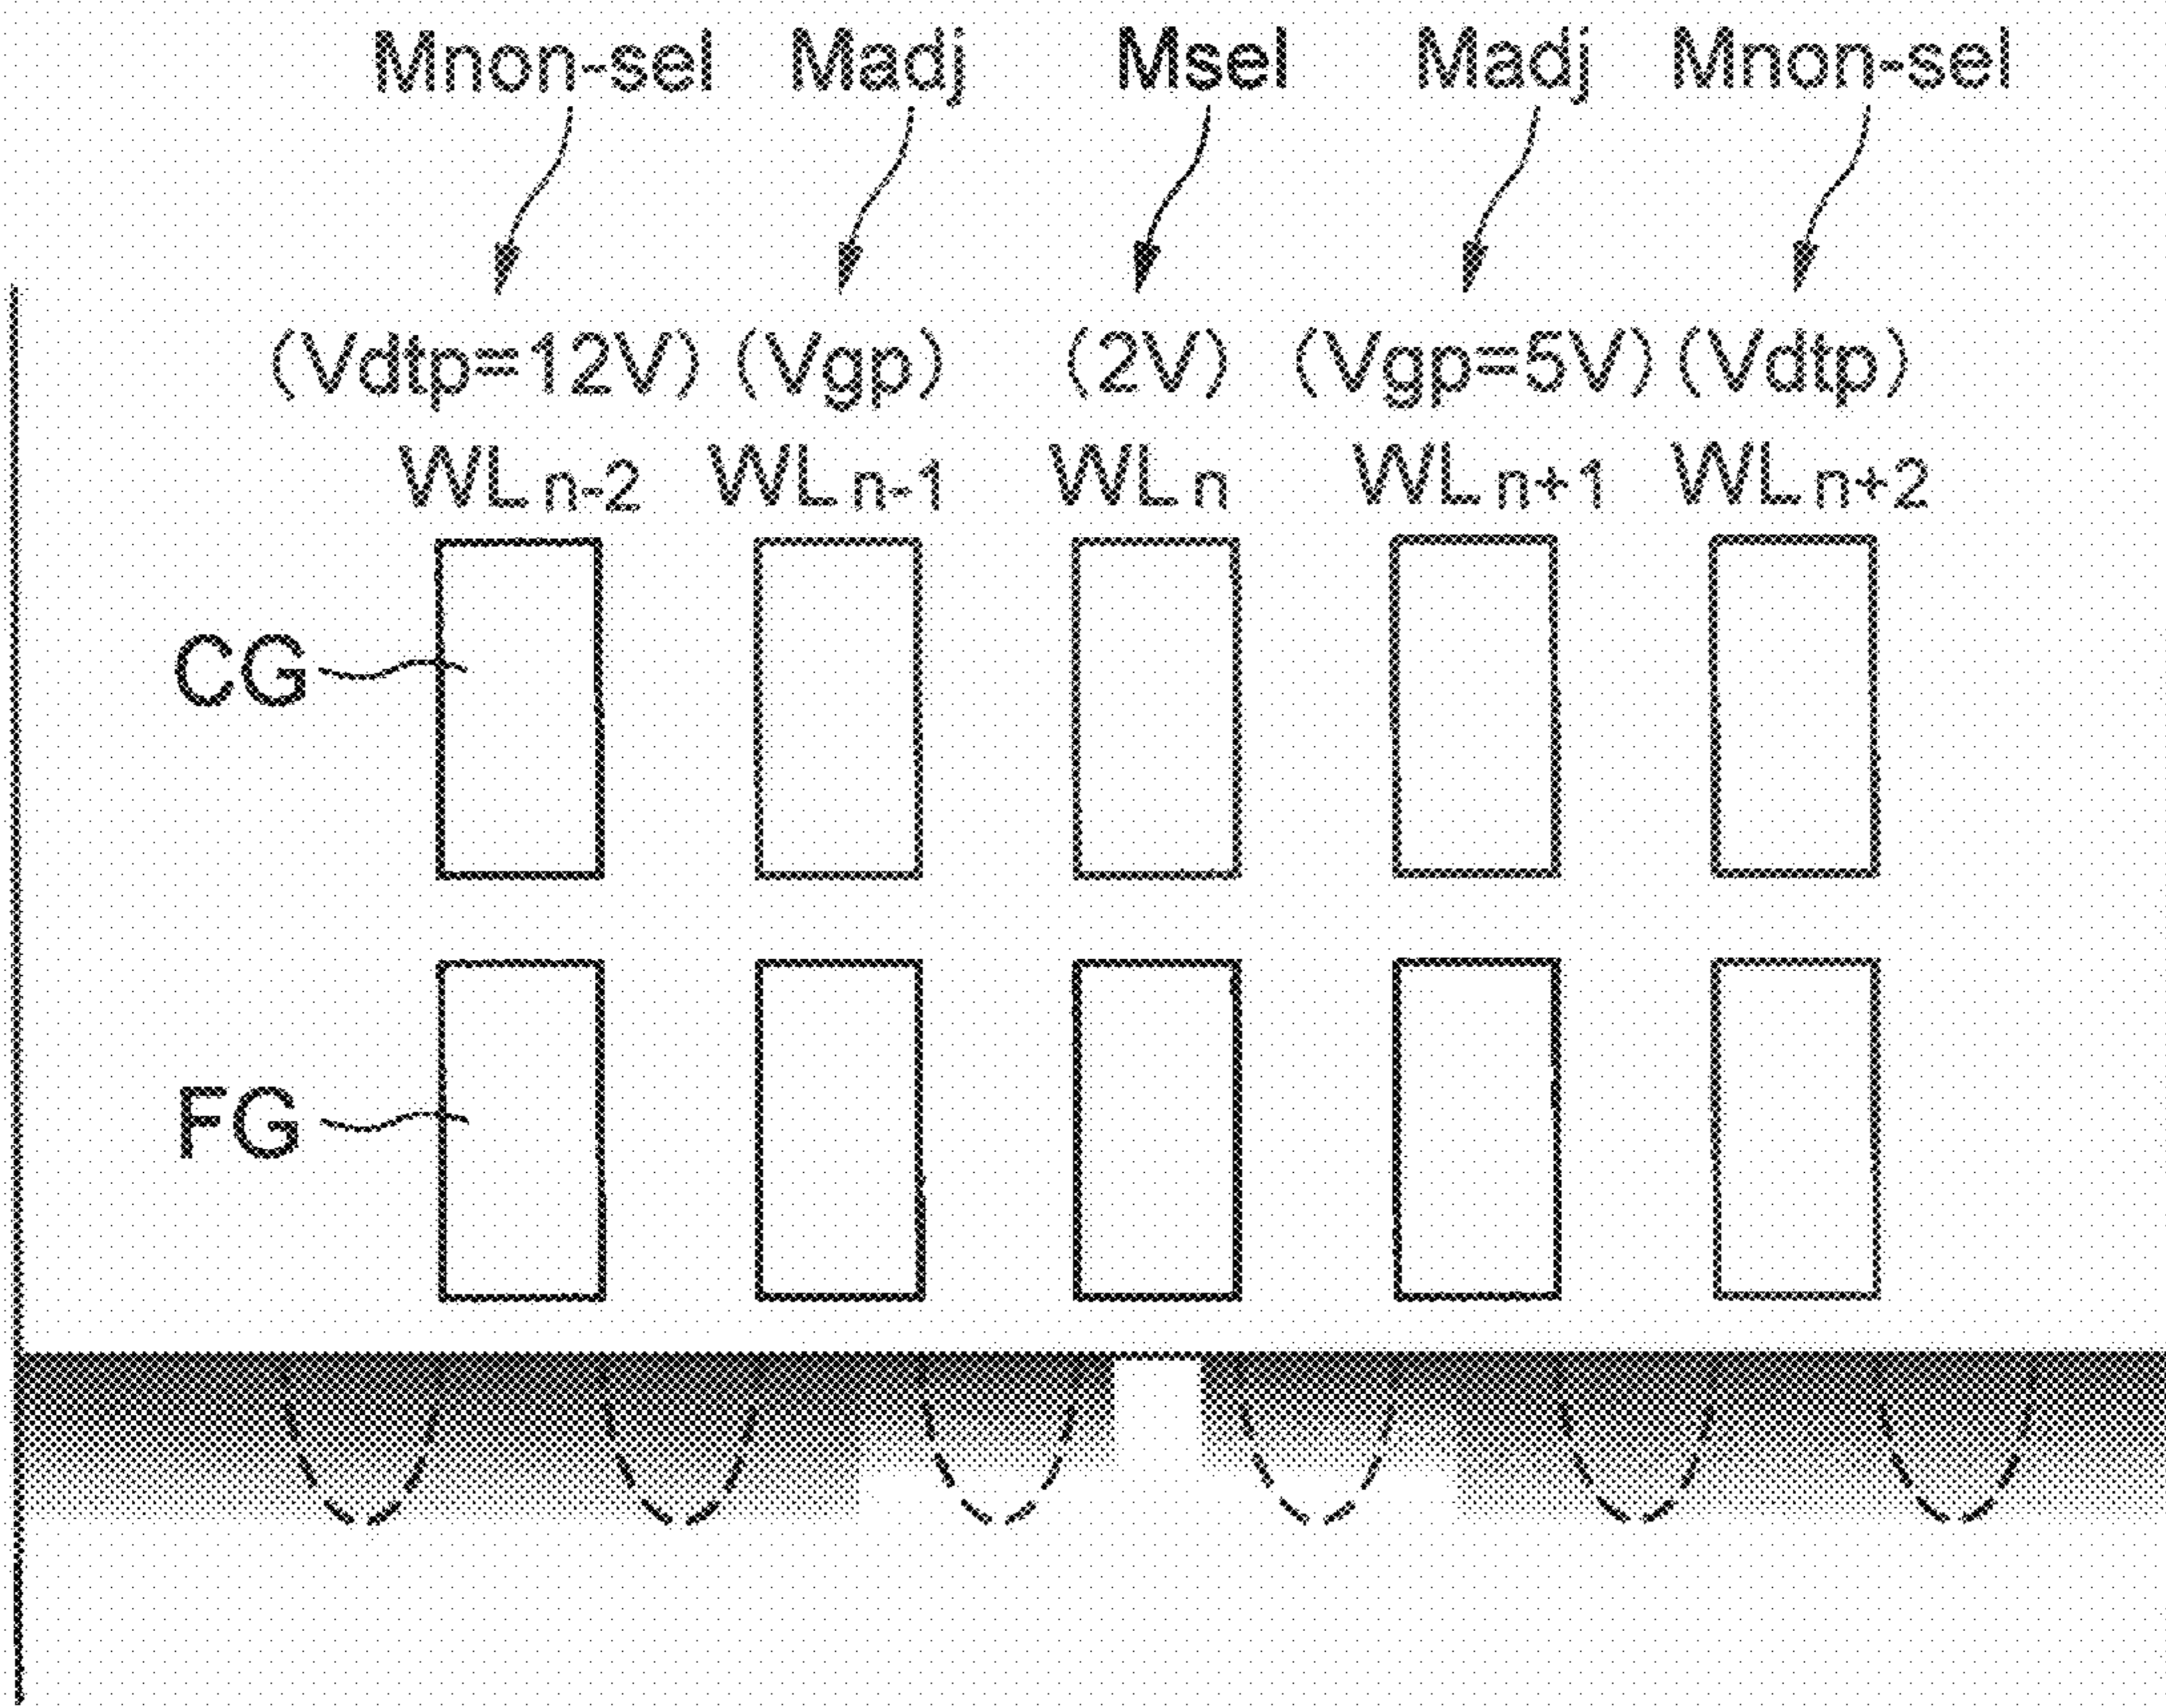 Mnon-sel Madj Msel Madj Mnon-sel
(Vdtp=12V) (Vgp) (2V) (Vgp=5V) (Vdtp)
WLn-2 WLn-1 WLn WLn+1 WLn+2
CG
FG